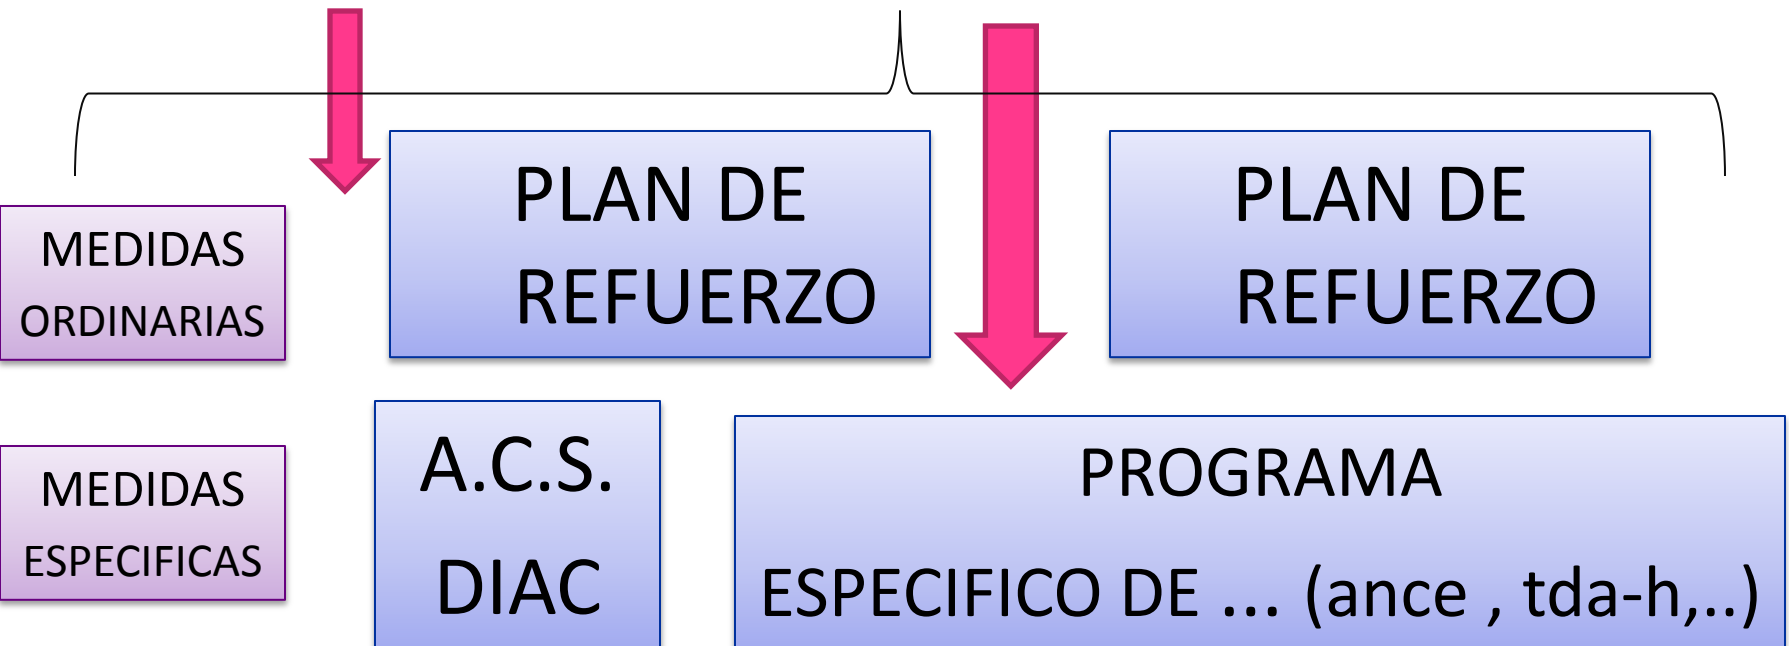 MEDIDAS
ORDINARIAS
PLAN DE
REFUERZO
PLAN DE
REFUERZO
MEDIDAS
ESPECIFICAS
A.C.S.
DIAC
PROGRAMA
ESPECIFICO DE ... (ance , tda-h,..)